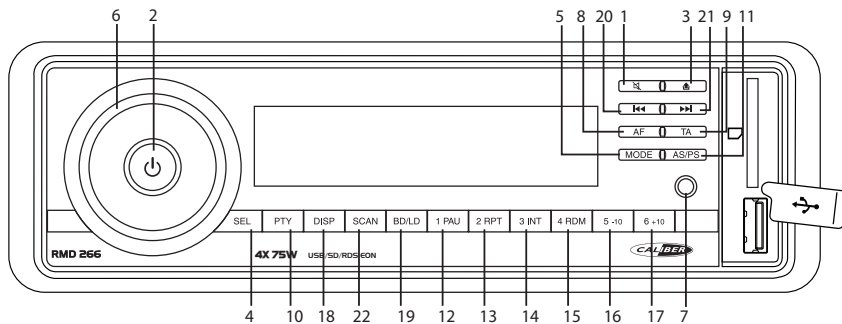 6 2 5 20 8 1 3 21 9 11
AF TA
MODE AS/PS
SEL PTY DISP SCAN BD/LD 1 PAU 2 RPT 3 INT 4 RDM 5 -10 6 +10
RMD 266 4X 75W USB/SD/RDS/EON CALIBER
4 10 18 22 19 12 13 14 15 16 17 7